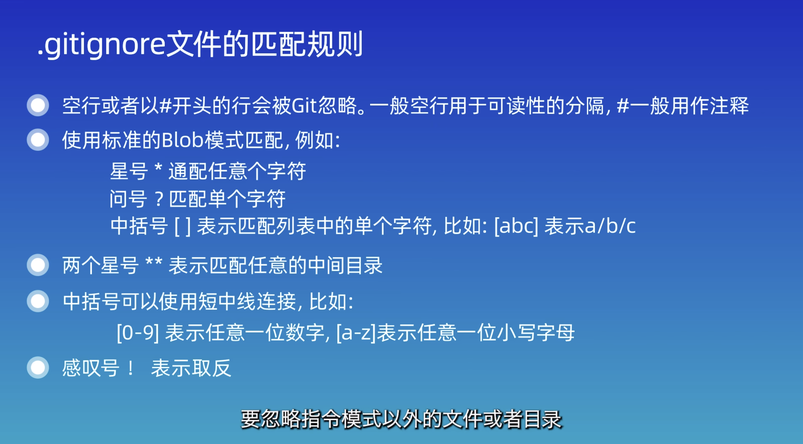 .gitignore文件的匹配规则
空行或者以#开头的行会被Git忽略。一般空行用于可读性的分隔, #一般用作注释
使用标准的Blob模式匹配, 例如:
星号 * 通配任意个字符
问号 ? 匹配单个字符
中括号 [ ] 表示匹配列表中的单个字符, 比如: [abc] 表示a/b/c
两个星号 ** 表示匹配任意的中间目录
中括号可以使用短中线连接, 比如:
[0-9] 表示任意一位数字, [a-z]表示任意一位小写字母
感叹号 ! 表示取反
要忽略指令模式以外的文件或者目录